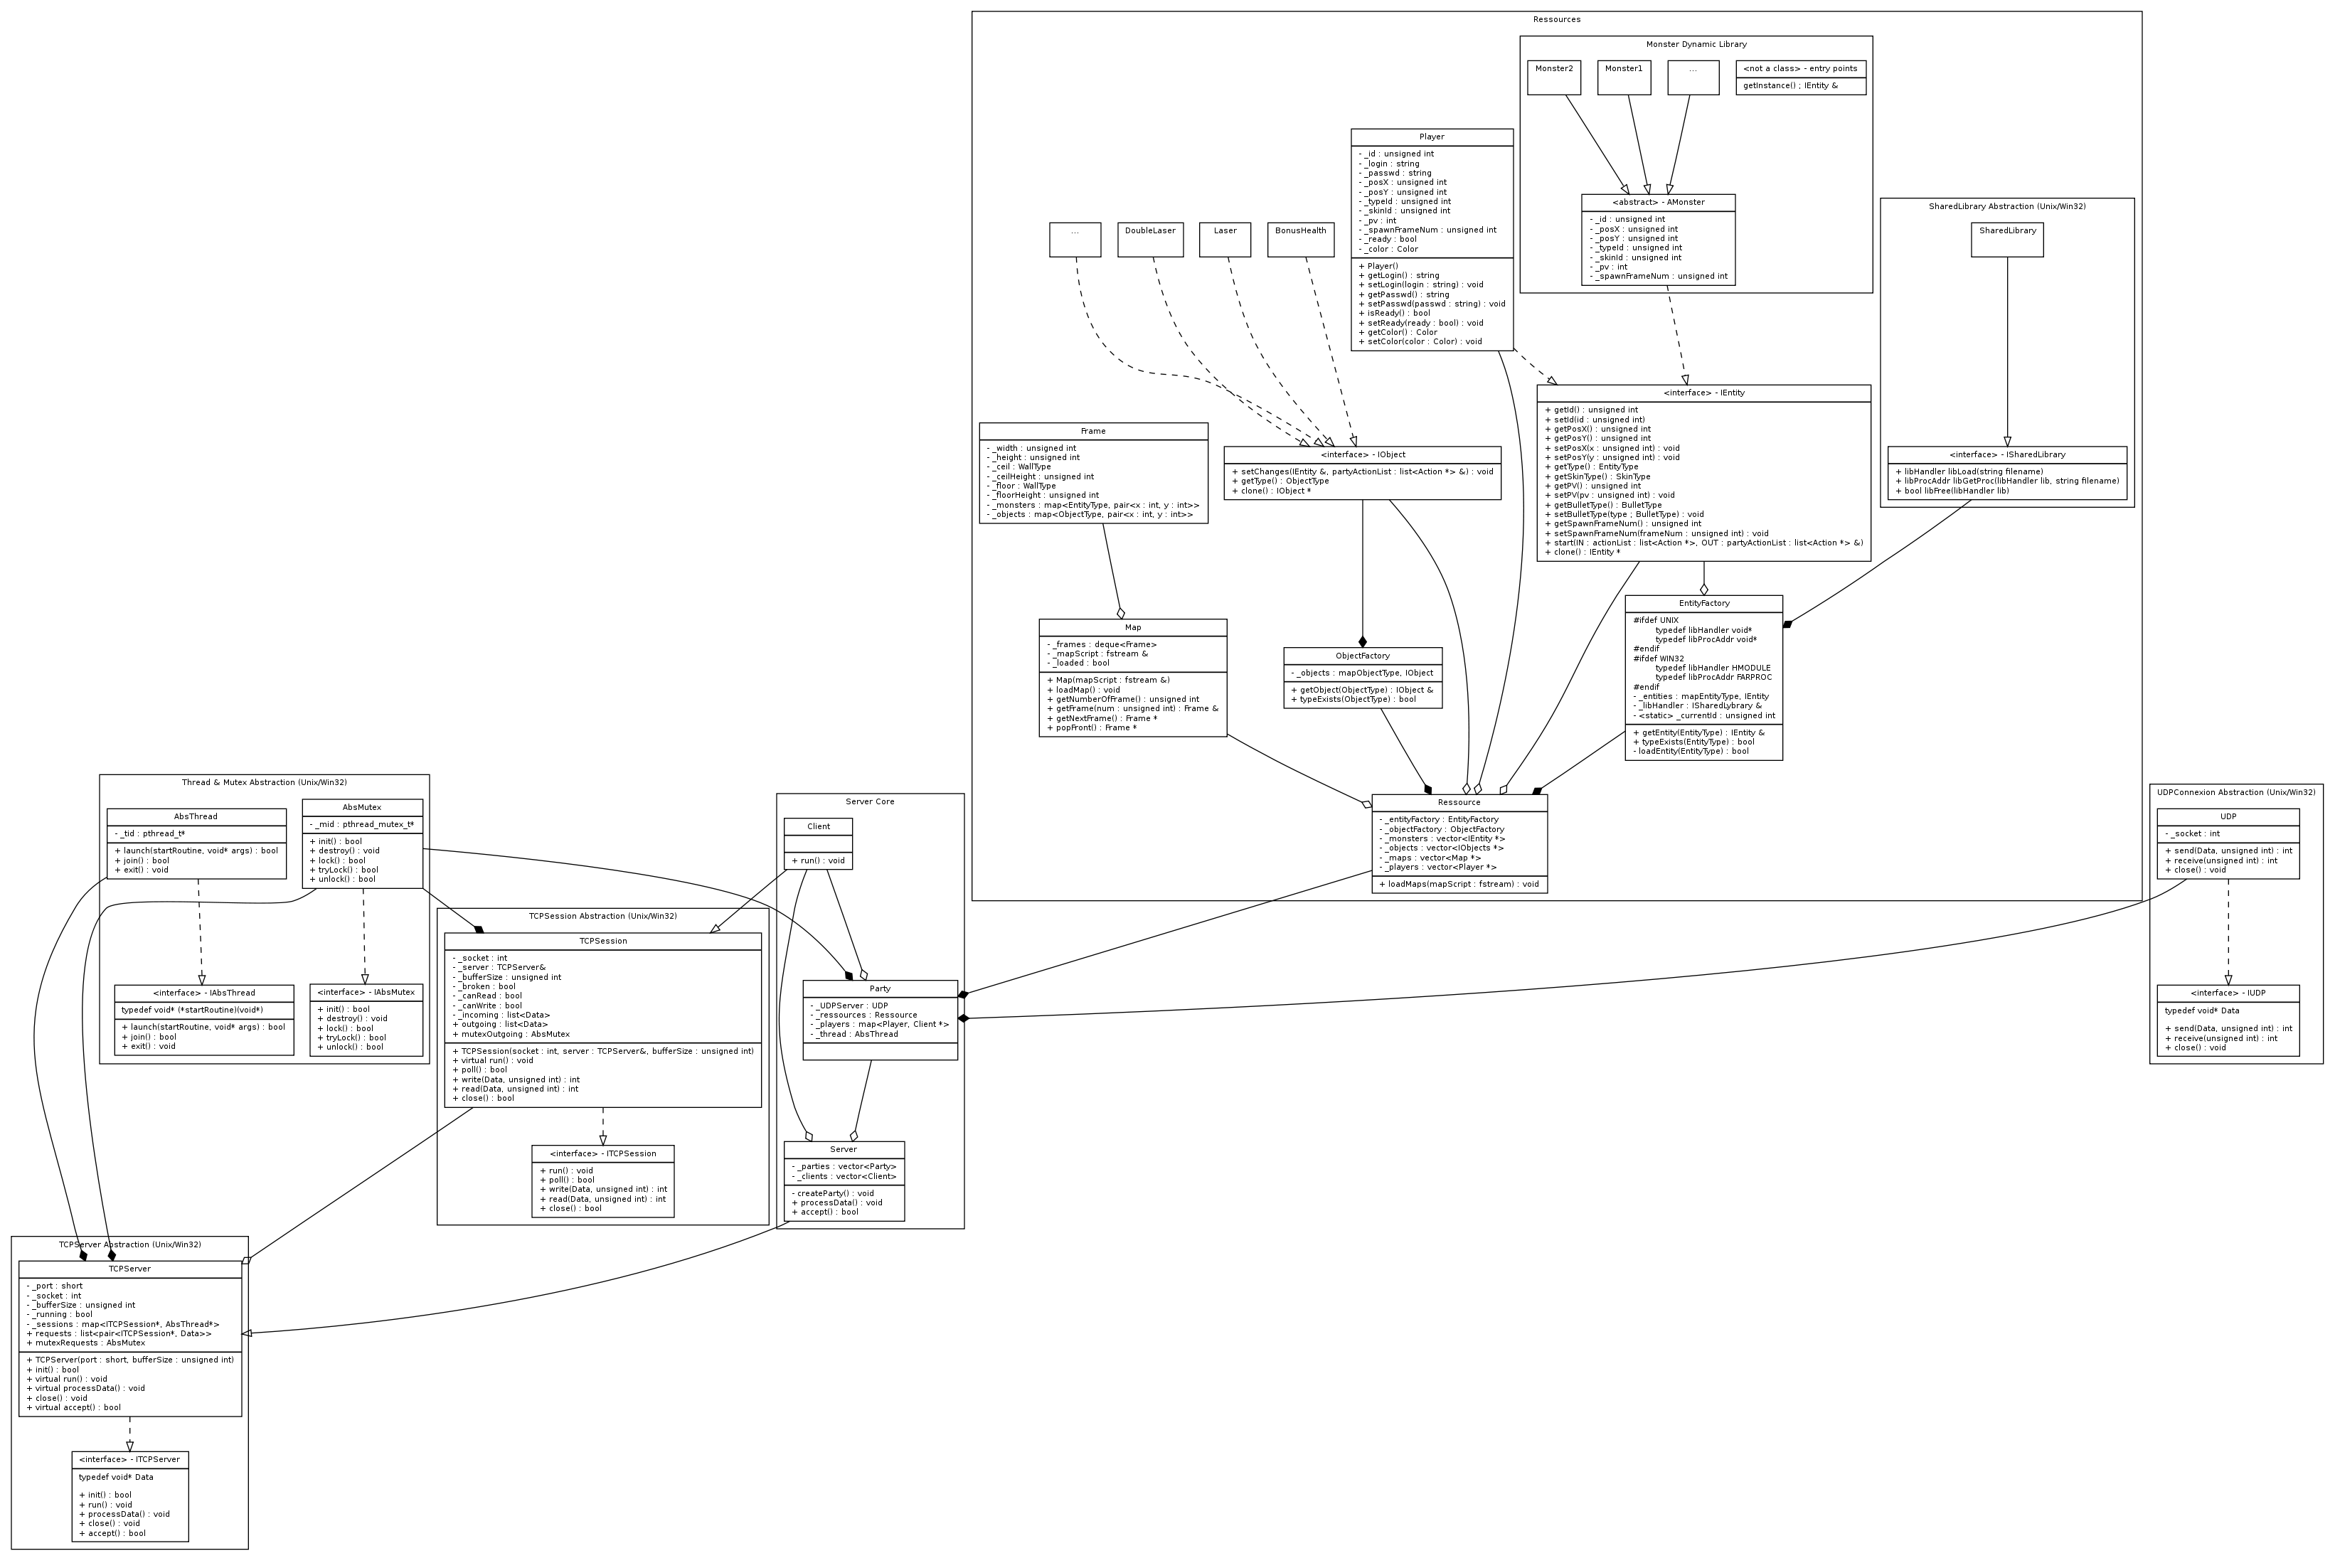 Ressources
Monster Dynamic Library
Monster2
Monster1
...
<not a class> - entry points
getInstance() ; IEntity &
Player
- _id : unsigned int
- _login : string
- _passwd : string
- _posX : unsigned int
- _posY : unsigned int
- _typeId : unsigned int
- _skinId : unsigned int
- _pv : int
- _spawnFrameNum : unsigned int
- _ready : bool
- _color : Color
+ Player()
+ getLogin() : string
+ setLogin(login : string) : void
+ getPasswd() : string
+ setPasswd(passwd : string) : void
+ isReady() : bool
+ setReady(ready : bool) : void
+ getColor() : Color
+ setColor(color : Color) : void
<abstract> - AMonster
- _id : unsigned int
- _posX : unsigned int
- _posY : unsigned int
- _typeId : unsigned int
- _skinId : unsigned int
- _pv : int
- _spawnFrameNum : unsigned int
SharedLibrary Abstraction (Unix/Win32)
SharedLibrary
...
DoubleLaser
Laser
BonusHealth
<interface> - IEntity
+ getId() : unsigned int
+ setId(id : unsigned int)
+ getPosX() : unsigned int
+ getPosY() : unsigned int
+ setPosX(x : unsigned int) : void
+ setPosY(y : unsigned int) : void
+ getType() : EntityType
+ getSkinType() : SkinType
+ getPV() : unsigned int
+ setPV(pv : unsigned int) : void
+ getBulletType() : BulletType
+ setBulletType(type ; BulletType) : void
+ getSpawnFrameNum() : unsigned int
+ setSpawnFrameNum(frameNum : unsigned int) : void
+ start(IN : actionList : list<Action *>, OUT : partyActionList : list<Action *> &)
+ clone() : IEntity *
Frame
- _width : unsigned int
- _height : unsigned int
- _ceil : WallType
- _ceilHeight : unsigned int
- _floor : WallType
- _floorHeight : unsigned int
- _monsters : map<EntityType, pair<x : int, y : int>>
- _objects : map<ObjectType, pair<x : int, y : int>>
<interface> - IObject
+ setChanges(IEntity &, partyActionList : list<Action *> &) : void
+ getType() : ObjectType
+ clone() : IObject *
<interface> - ISharedLibrary
+ libHandler libLoad(string filename)
+ libProcAddr libGetProc(libHandler lib, string filename)
+ bool libFree(libHandler lib)
Map
- _frames : deque<Frame>
- _mapScript : fstream &
- _loaded : bool
+ Map(mapScript : fstream &)
+ loadMap() : void
+ getNumberOfFrame() : unsigned int
+ getFrame(num : unsigned int) : Frame &
+ getNextFrame() : Frame *
+ popFront() : Frame *
ObjectFactory
- _objects : mapObjectType, IObject
+ getObject(ObjectType) : IObject &
+ typeExists(ObjectType) : bool
EntityFactory
#ifdef UNIX
typedef libHandler void*
typedef libProcAddr void*
#endif
#ifdef WIN32
typedef libHandler HMODULE
typedef libProcAddr FARPROC
#endif
- _entities : mapEntityType, IEntity
- _libHandler : ISharedLybrary &
- <static> _currentId : unsigned int
+ getEntity(EntityType) : IEntity &
+ typeExists(EntityType) : bool
- loadEntity(EntityType) : bool
Ressource
- _entityFactory : EntityFactory
- _objectFactory : ObjectFactory
- _monsters : vector<IEntity *>
- _objects : vector<IObjects *>
- _maps : vector<Map *>
- _players : vector<Player *>
+ loadMaps(mapScript : fstream) : void
Thread & Mutex Abstraction (Unix/Win32)
AbsThread
- _tid : pthread_t*
+ launch(startRoutine, void* args) : bool
+ join() : bool
+ exit() : void
AbsMutex
- _mid : pthread_mutex_t*
+ init() : bool
+ destroy() : void
+ lock() : bool
+ tryLock() : bool
+ unlock() : bool
<interface> - IAbsThread
typedef void* (*startRoutine)(void*)
+ launch(startRoutine, void* args) : bool
+ join() : bool
+ exit() : void
<interface> - IAbsMutex
+ init() : bool
+ destroy() : void
+ lock() : bool
+ tryLock() : bool
+ unlock() : bool
Server Core
Client
+ run() : void
TCPSession Abstraction (Unix/Win32)
TCPSession
- _socket : int
- _server : TCPServer&
- _bufferSize : unsigned int
- _broken : bool
- _canRead : bool
- _canWrite : bool
- _incoming : list<Data>
+ outgoing : list<Data>
+ mutexOutgoing : AbsMutex
+ TCPSession(socket : int, server : TCPServer&, bufferSize : unsigned int)
+ virtual run() : void
+ poll() : bool
+ write(Data, unsigned int) : int
+ read(Data, unsigned int) : int
+ close() : bool
<interface> - ITCPSession
+ run() : void
+ poll() : bool
+ write(Data, unsigned int) : int
+ read(Data, unsigned int) : int
+ close() : bool
Party
- _UDPServer : UDP
- _ressources : Ressource
- _players : map<Player, Client *>
- _thread : AbsThread
Server
- _parties : vector<Party>
- _clients : vector<Client>
- createParty() : void
+ processData() : void
+ accept() : bool
UDPConnexion Abstraction (Unix/Win32)
UDP
- _socket : int
+ send(Data, unsigned int) : int
+ receive(unsigned int) : int
+ close() : void
<interface> - IUDP
typedef void* Data
+ send(Data, unsigned int) : int
+ receive(unsigned int) : int
+ close() : void
TCPServer Abstraction (Unix/Win32)
TCPServer
- _port : short
- _socket : int
- _bufferSize : unsigned int
- _running : bool
- _sessions : map<ITCPSession*, AbsThread*>
+ requests : list<pair<ITCPSession*, Data>>
+ mutexRequests : AbsMutex
+ TCPServer(port : short, bufferSize : unsigned int)
+ init() : bool
+ virtual run() : void
+ virtual processData() : void
+ close() : void
+ virtual accept() : bool
<interface> - ITCPServer
typedef void* Data
+ init() : bool
+ run() : void
+ processData() : void
+ close() : void
+ accept() : bool